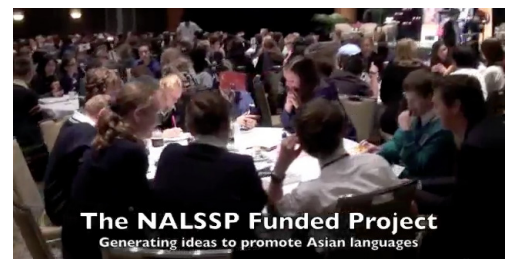 The NALSSP Funded Project
Generating ideas to promote Asian languages